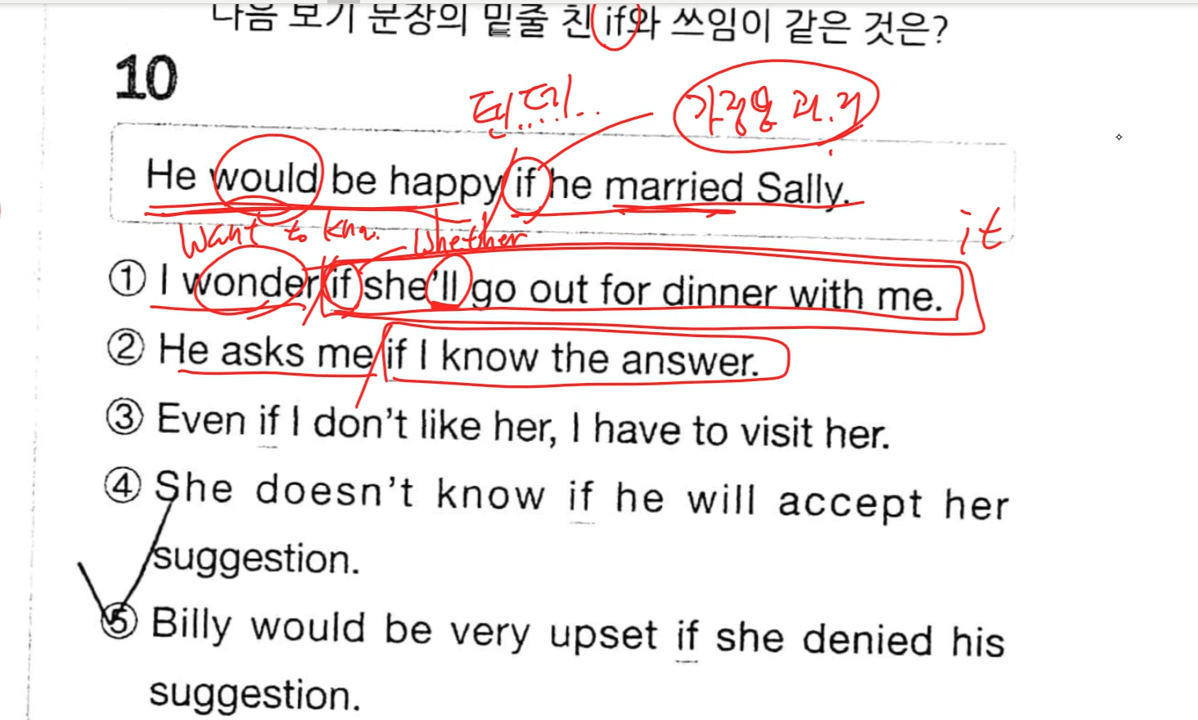 다음 보기 문장의 밑줄 친 if와 쓰임이 같은 것은?
10
가정법 과거
He would be happy if he married Sally.
want to kno. whether
it
① I wonder if she'll go out for dinner with me.
② He asks me if I know the answer.
③ Even if I don't like her, I have to visit her.
④ She doesn't know if he will accept her
suggestion.
⑤ Billy would be very upset if she denied his
suggestion.